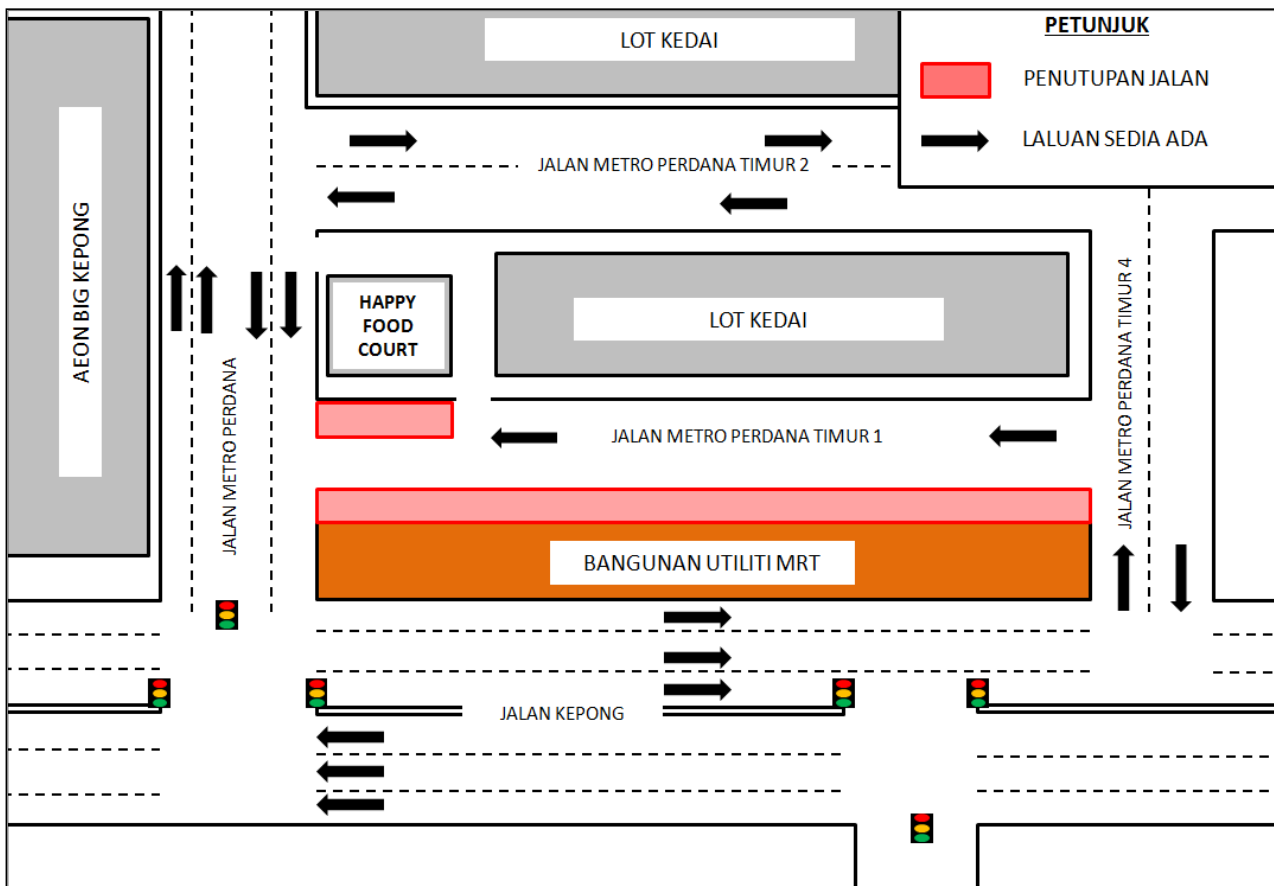 LOT KEDAI
PETUNJUK
PENUTUPAN JALAN
LALUAN SEDIA ADA
JALAN METRO PERDANA TIMUR 2
AEON BIG KEPONG
HAPPY
FOOD
COURT
LOT KEDAI
JALAN METRO PERDANA TIMUR 4
JALAN METRO PERDANA
JALAN METRO PERDANA TIMUR 1
BANGUNAN UTILITI MRT
JALAN KEPONG